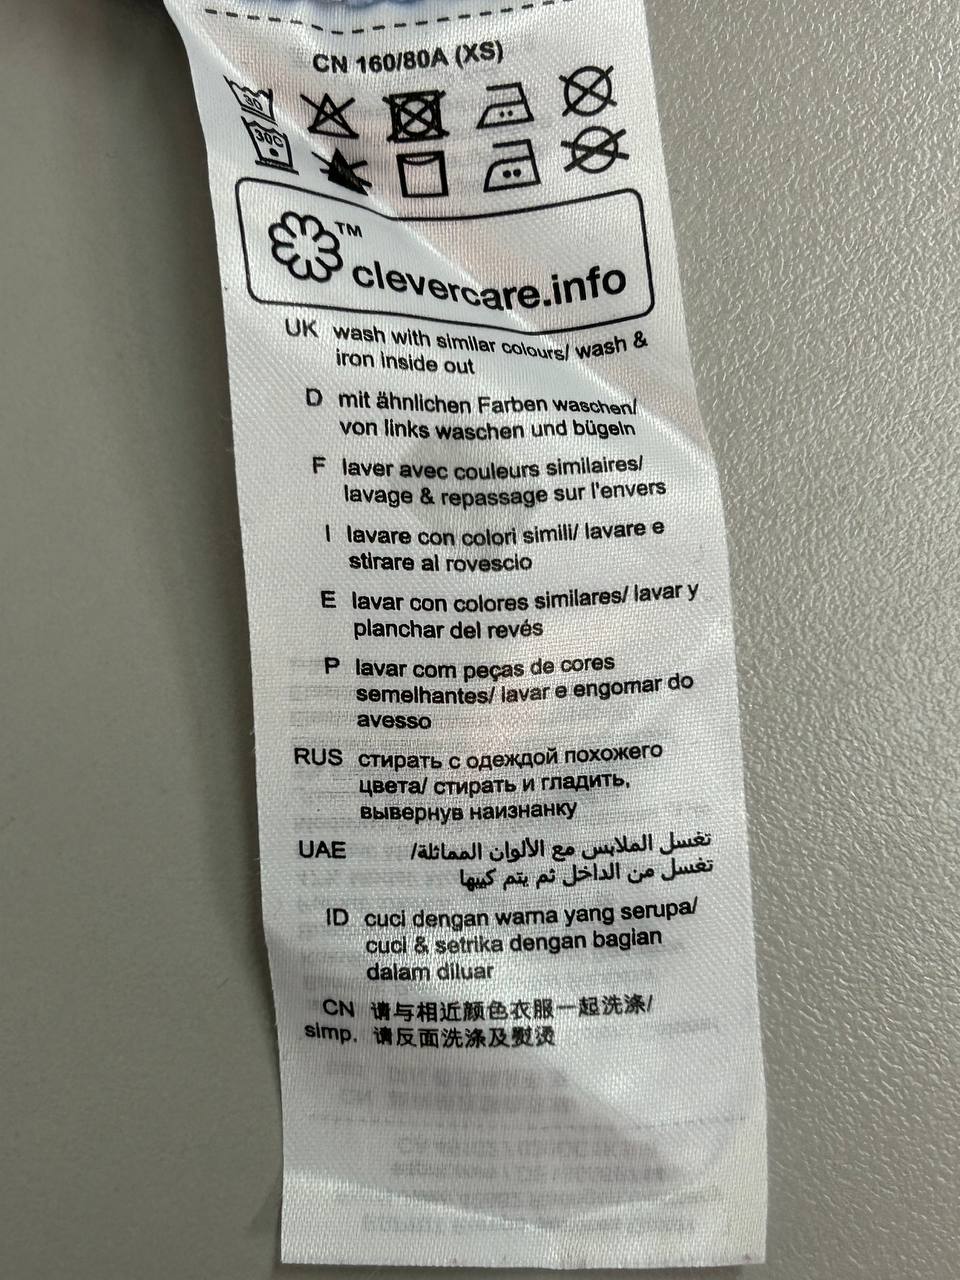 CN 160/80A (XS)
30
30C
TM
clevercare.info
UK wash with similar colours/ wash &
iron inside out
D mit ähnlichen Farben waschen/
von links waschen und bügeln
F laver avec couleurs similaires/
lavage & repassage sur l'envers
I lavare con colori simili/ lavare e
stirare al rovescio
E lavar con colores similares/ lavar y
planchar del revés
P lavar com peças de cores
semelhantes/ lavar e engomar do
avesso
RUS стирать с одеждой похожего
цвета/ стирать и гладить,
вывернув наизнанку
UAE تغسل الملابس مع الألوان المماثلة/
تغسل من الداخل ثم يتم كييها
ID cuci dengan warna yang serupa/
cuci & setrika dengan bagian
dalam diluar
CN 请与相近颜色衣服一起洗涤/
simp. 请反面洗涤及熨烫